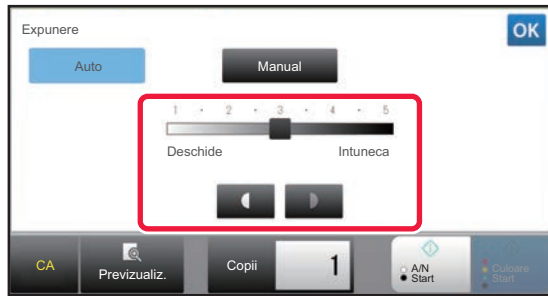 Expunere
OK
Auto
Manual
1 · 2 · 3 · 4 · 5
Deschide
Intuneca
CA
Previzualiz.
Copii
1
A/N
Start
Culoare
Start